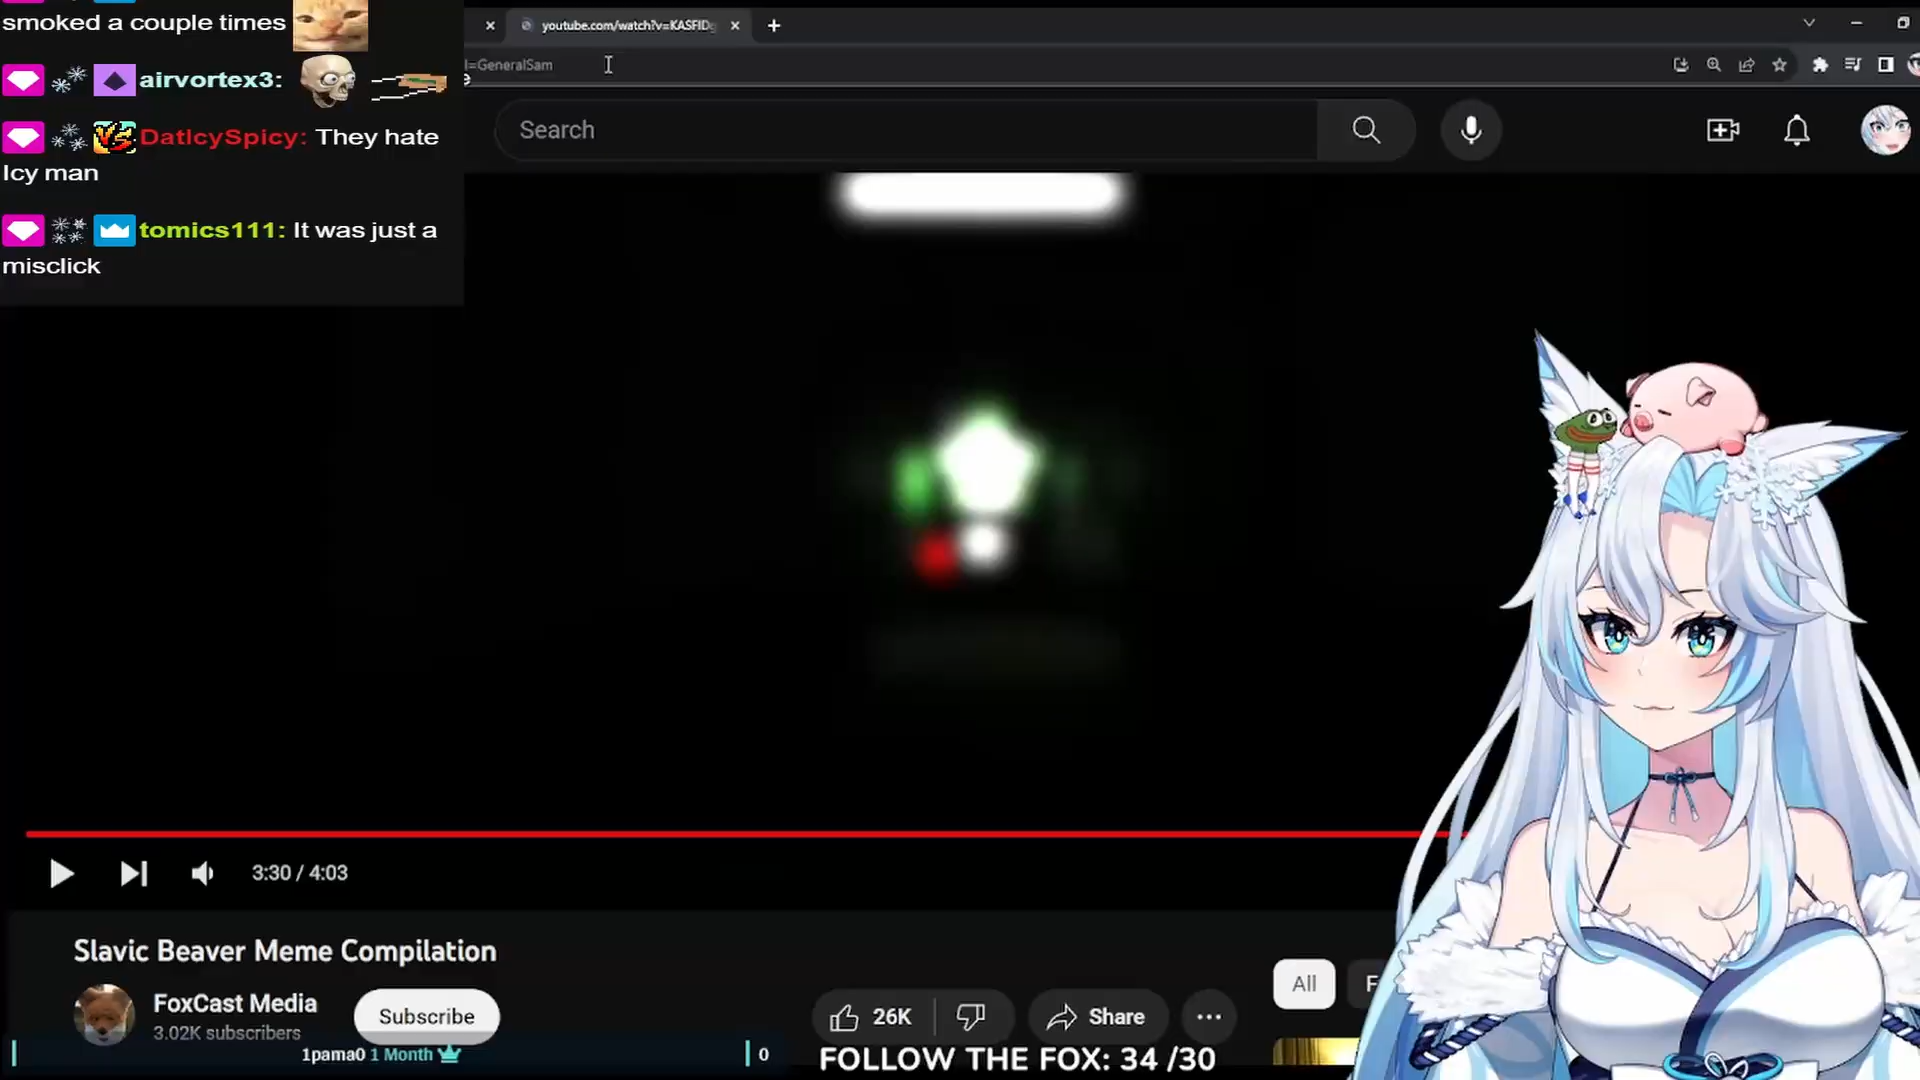 smoked a couple times
airvortex3:
DatIcySpicy: They hate
Icy man
tomics111: It was just a
misclick
youtube.com/watch?v=KASFID
l=GeneralSam
Search
3:30 / 4:03
Slavic Beaver Meme Compilation
FoxCast Media
3.02K subscribers
Subscribe
26K
Share
All
F
1pama0 1 Month
0
FOLLOW THE FOX: 34 /30